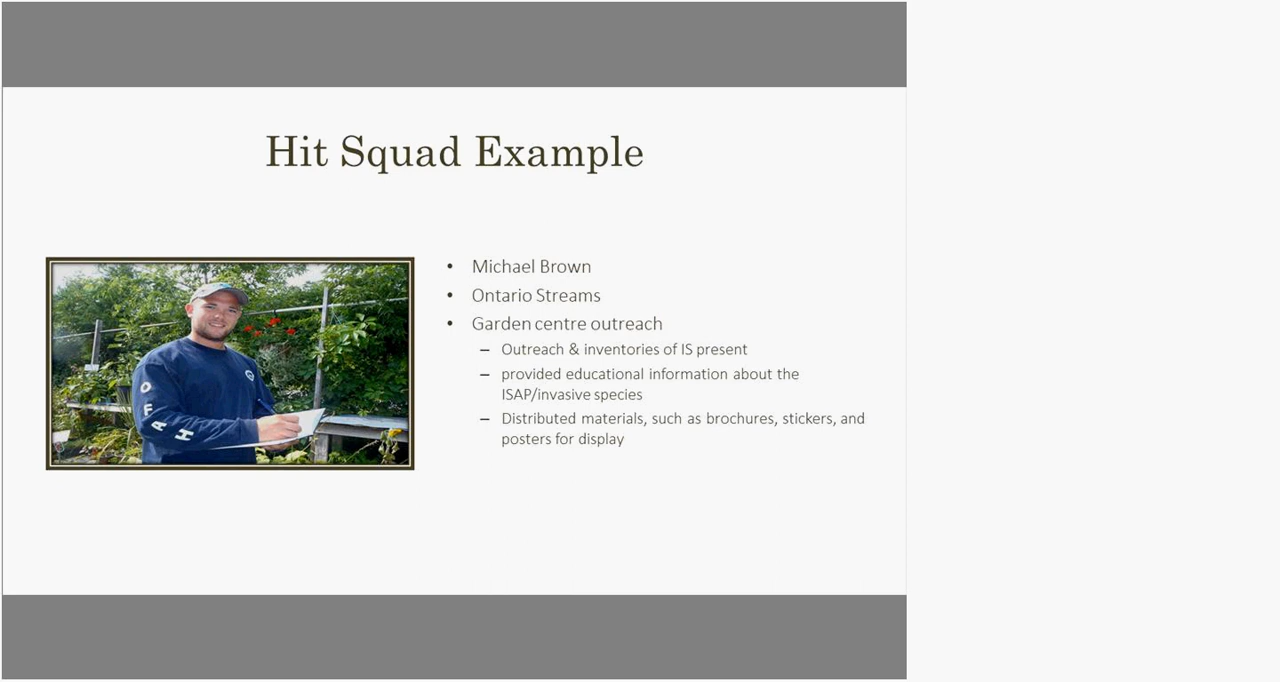 Hit Squad Example
• Michael Brown
• Ontario Streams
• Garden centre outreach
– Outreach & inventories of IS present
– provided educational information about the
ISAP/invasive species
– Distributed materials, such as brochures, stickers, and
posters for display
OFAH